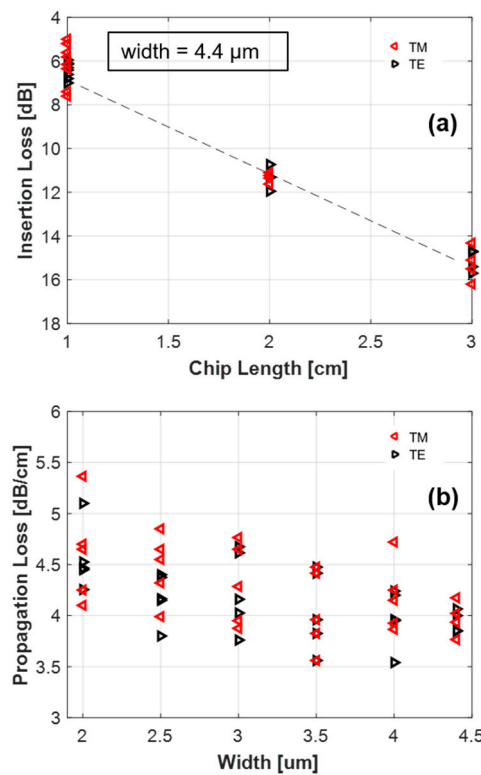 4
6
8
10
12
14
16
18
Insertion Loss [dB]
width = 4.4 µm
TM
TE
(a)
1
1.5
2
2.5
3
Chip Length [cm]
6
5.5
5
4.5
4
3.5
3
Propagation Loss [dB/cm]
TM
TE
(b)
2
2.5
3
3.5
4
4.5
Width [um]